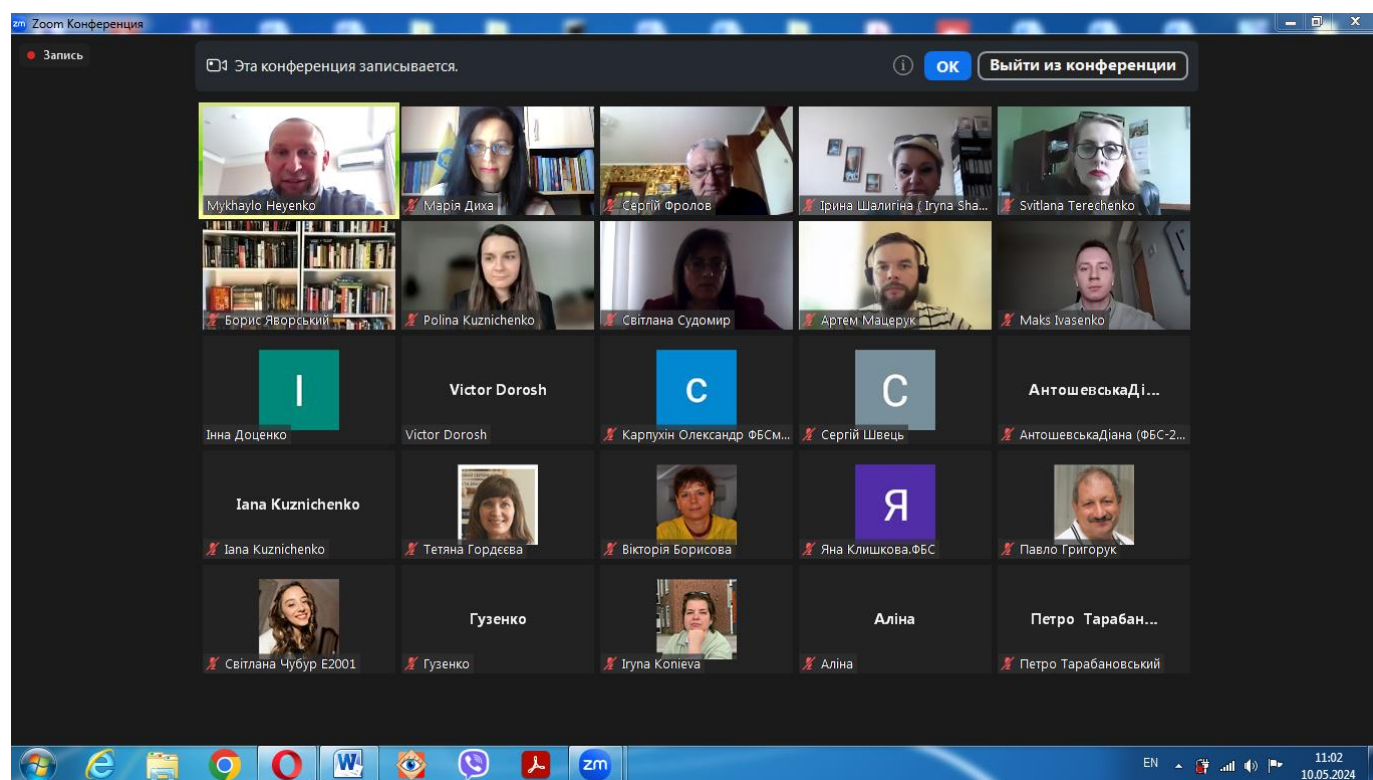 Zoom Конференция
Запись
Эта конференция записывается.
ОК
Выйти из конференции
Mykhaylo Heyenko
Марія Диха
Сергій Фролов
Ірина Шалигіна ( Iryna Sha...
Svitlana Terechenko
Борис Яворський
Polina Kuznichenko
Світлана Судомир
Артем Мацерук
Maks Ivasenko
І
Інна Доценко
Victor Dorosh
Victor Dorosh
С
Карпухін Олександр ФБСм...
С
Сергій Швець
АнтошевськаДі...
АнтошевськаДіана (ФБС-2...
Iana Kuznichenko
Iana Kuznichenko
Тетяна Гордєєва
Вікторія Борисова
Я
Яна Клишкова.ФБС
Павло Григорук
Світлана Чубур Е2001
Гузенко
Гузенко
Iryna Konieva
Аліна
Аліна
Петро Тарабан...
Петро Тарабановський
zm
EN
11:02
10.05.2024